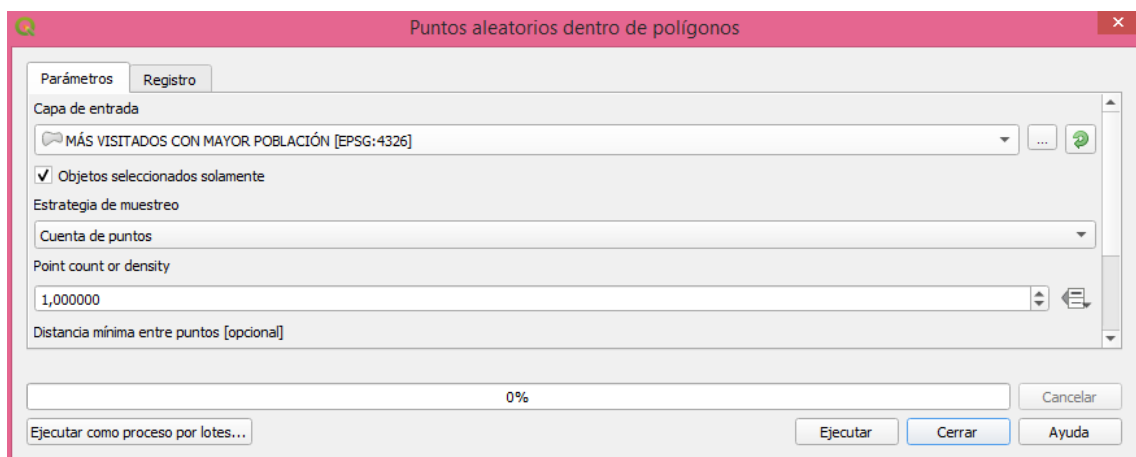 Puntos aleatorios dentro de polígonos
Parámetros Registro
Capa de entrada
MÁS VISITADOS CON MAYOR POBLACIÓN [EPSG:4326]
...
Objetos seleccionados solamente
Estrategia de muestreo
Cuenta de puntos
Point count or density
1,000000
Distancia mínima entre puntos [opcional]
0% Cancelar
Ejecutar como proceso por lotes... Ejecutar Cerrar Ayuda